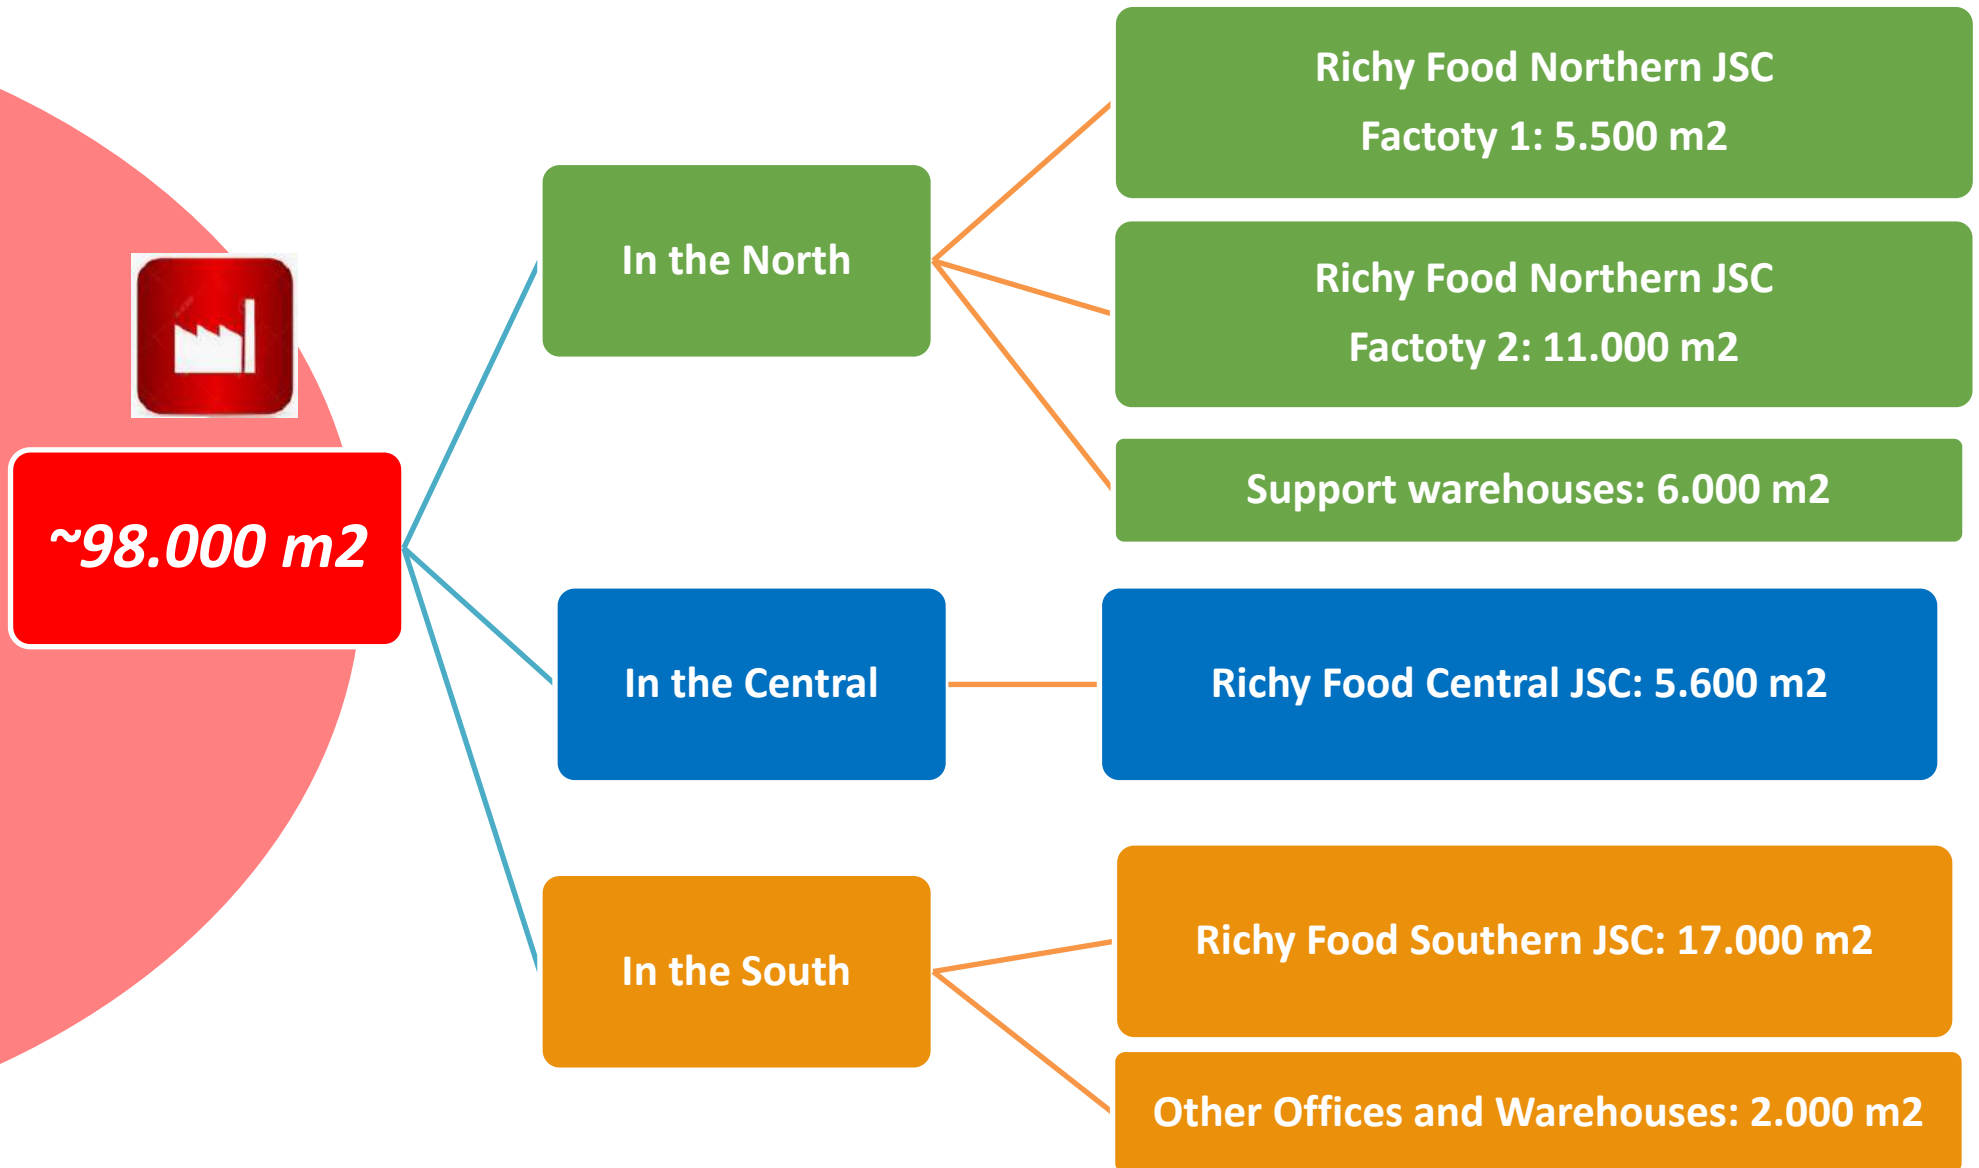 ~98.000 m2
In the North
Richy Food Northern JSC
Factoty 1: 5.500 m2
Richy Food Northern JSC
Factoty 2: 11.000 m2
Support warehouses: 6.000 m2
In the Central
Richy Food Central JSC: 5.600 m2
In the South
Richy Food Southern JSC: 17.000 m2
Other Offices and Warehouses: 2.000 m2